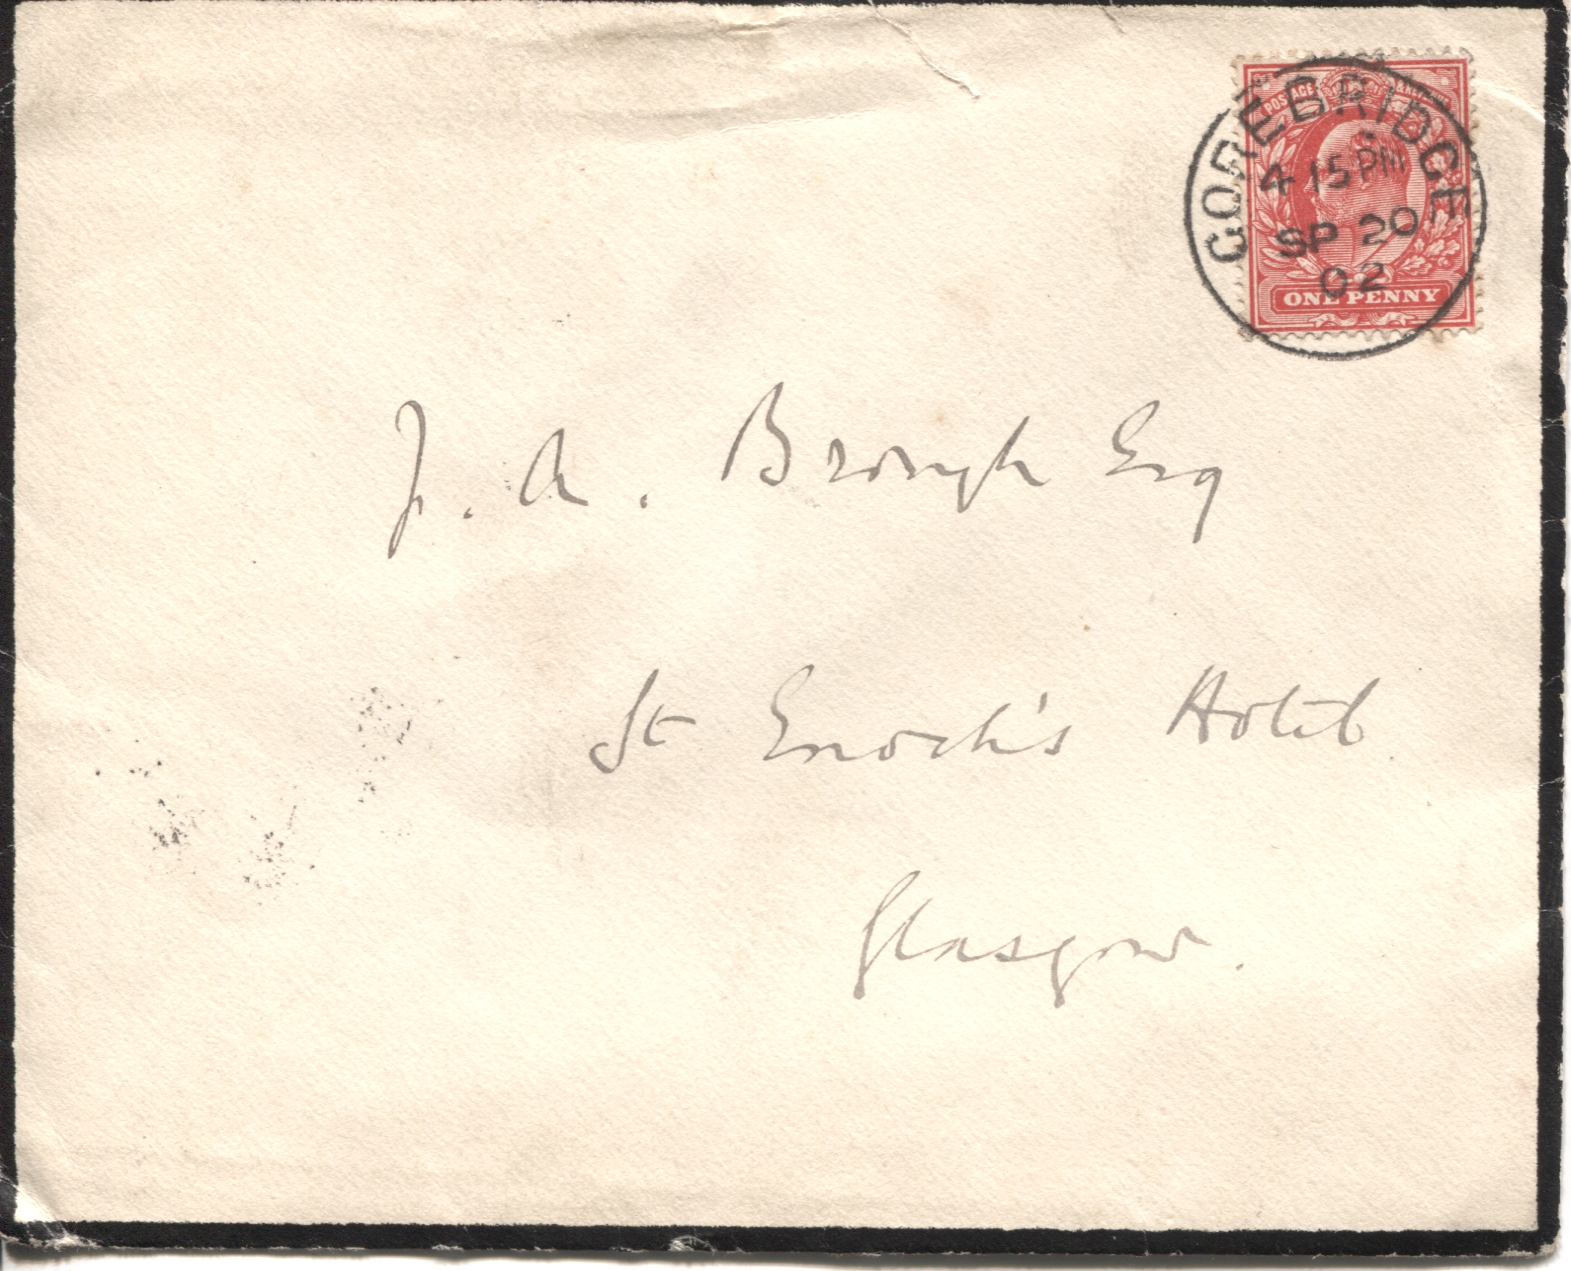 POSTAGE
GOREBRIDGE
4 15 PM
SP 20
02
ONE PENNY
J. A. Brough Esq
St Enoch's Hotel
Glasgow.